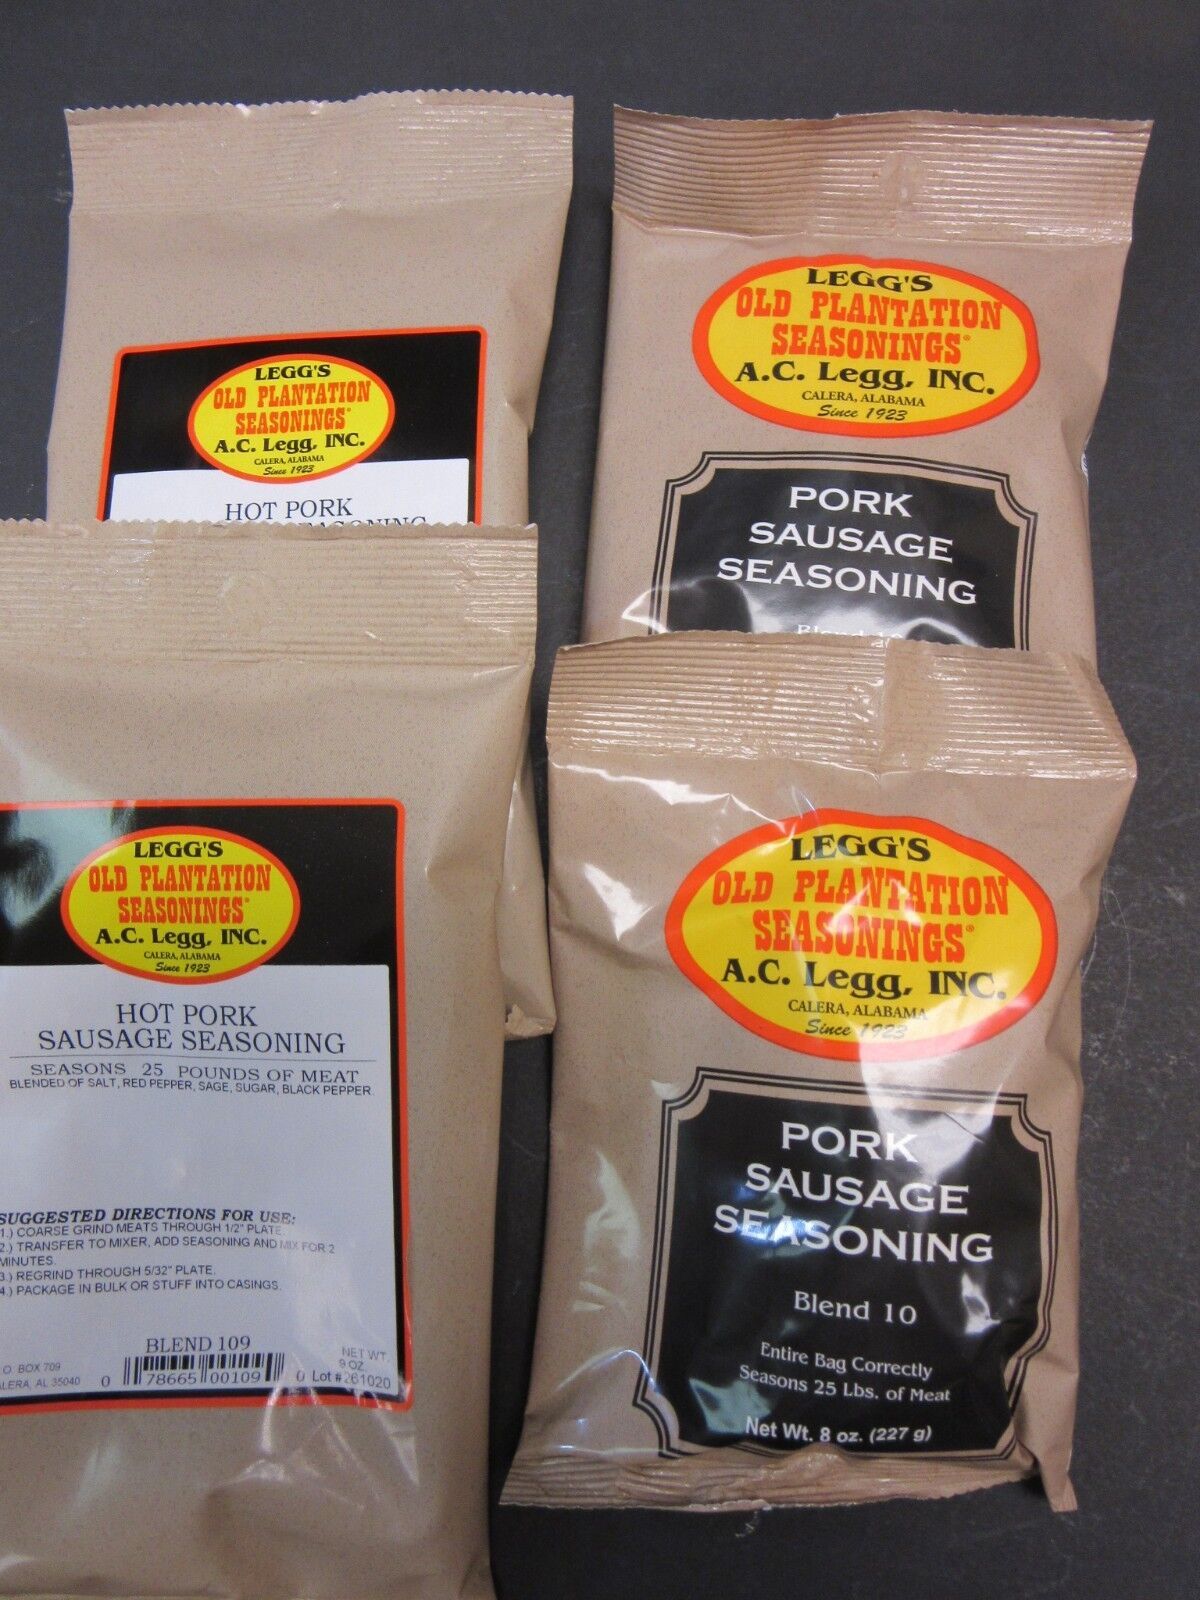 LEGG'S
OLD PLANTATION
SEASONINGS®
A.C. Legg, INC.
CALERA, ALABAMA
Since 1923
HOT PORK
SEASONING
LEGG'S
OLD PLANTATION
SEASONINGS®
A.C. Legg, INC.
CALERA, ALABAMA
Since 1923
PORK
SAUSAGE
SEASONING
Blend 10
LEGG'S
OLD PLANTATION
SEASONINGS®
A.C. Legg, INC.
CALERA, ALABAMA
Since 1923
HOT PORK
SAUSAGE SEASONING
SEASONS 25 POUNDS OF MEAT
BLENDED OF SALT, RED PEPPER, SAGE, SUGAR, BLACK PEPPER.
SUGGESTED DIRECTIONS FOR USE:
1.) COARSE GRIND MEATS THROUGH 1/2" PLATE.
2.) TRANSFER TO MIXER, ADD SEASONING AND MIX FOR 2
MINUTES.
3.) REGRIND THROUGH 5/32" PLATE.
4.) PACKAGE IN BULK OR STUFF INTO CASINGS.
BLEND 109
O BOX 709
ALERA, AL 35040
0 78665 00109 0
NET WT.
9 OZ.
Lot # 261020
LEGG'S
OLD PLANTATION
SEASONINGS®
A.C. Legg, INC.
CALERA, ALABAMA
Since 1923
PORK
SAUSAGE
SEASONING
Blend 10
Entire Bag Correctly
Seasons 25 Lbs. of Meat
Net Wt. 8 oz. (227 g)